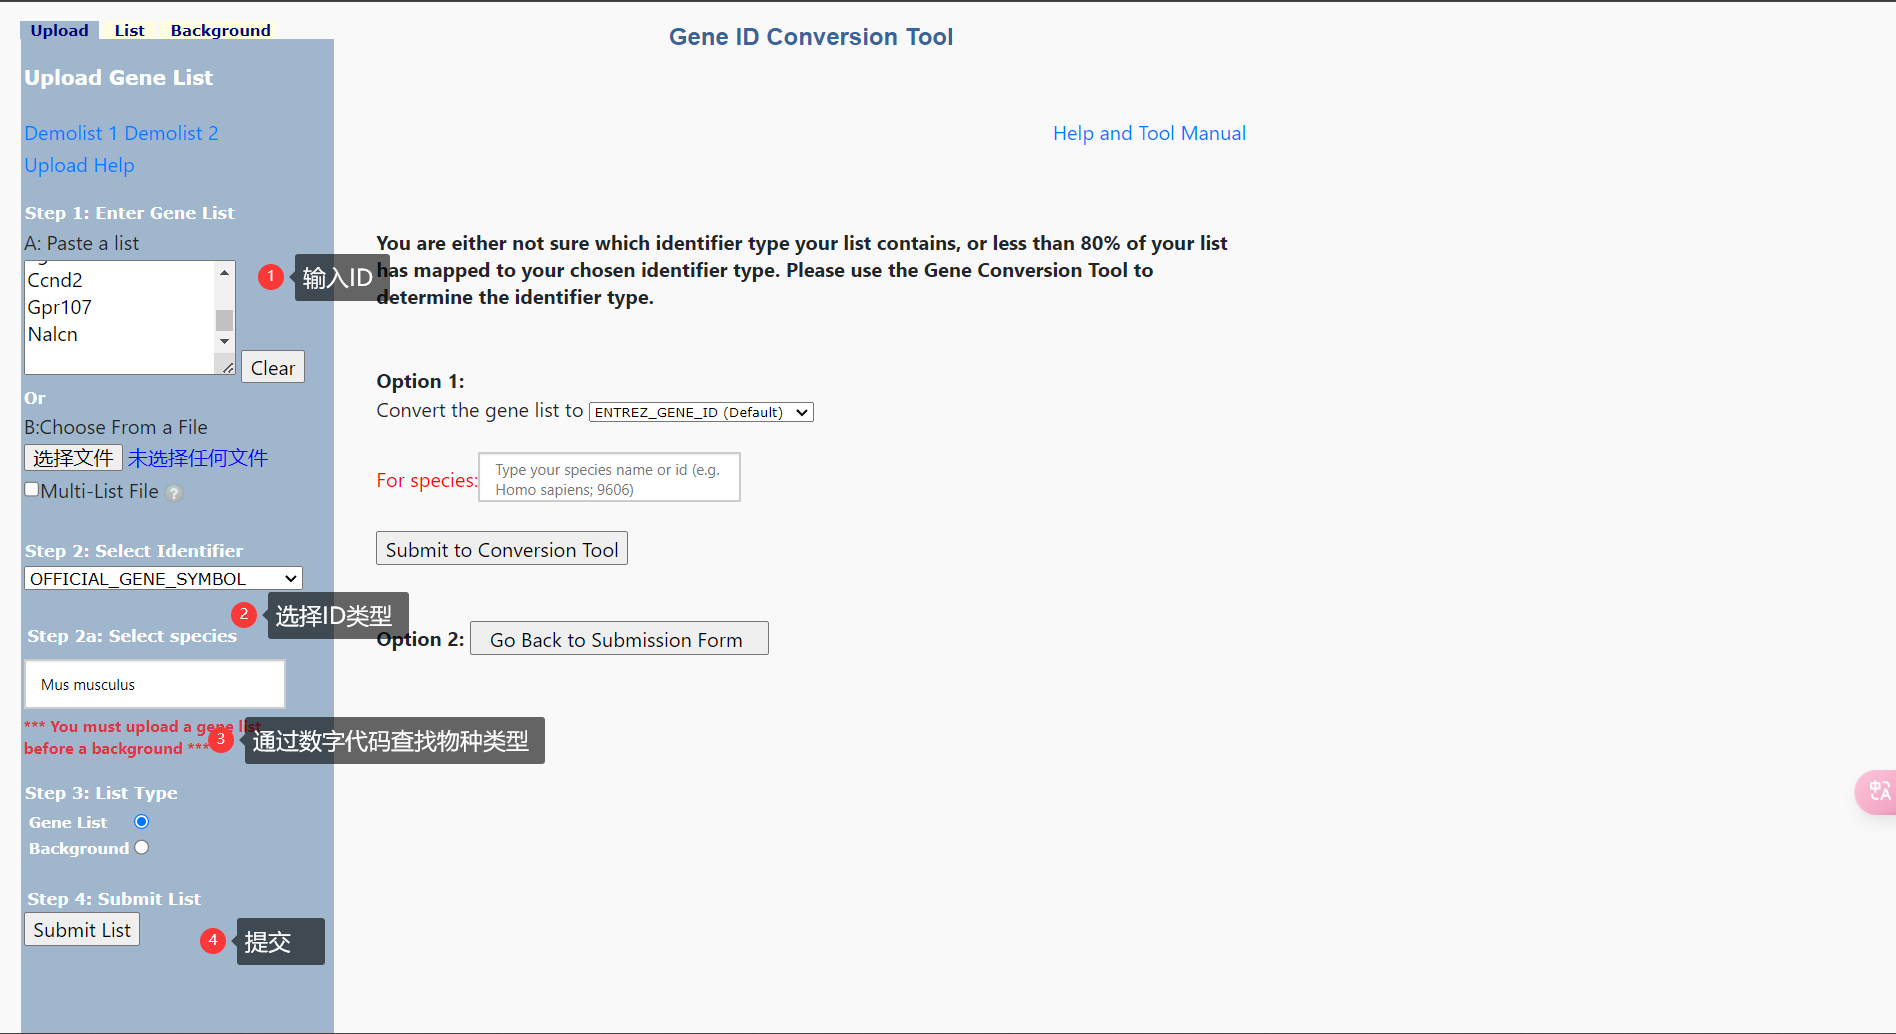 Upload List Background
Gene ID Conversion Tool
Upload Gene List
Demolist 1 Demolist 2
Help and Tool Manual
Upload Help
Step 1: Enter Gene List
A: Paste a list
Ccnd2
Gpr107
Nalcn
Clear
1 输入ID
You are either not sure which identifier type your list contains, or less than 80% of your list
has mapped to your chosen identifier type. Please use the Gene Conversion Tool to
determine the identifier type.
Or
B:Choose From a File
选择文件 未选择任何文件
Multi-List File ?
Option 1:
Convert the gene list to ENTREZ_GENE_ID (Default)
For species: Type your species name or id (e.g.
Homo sapiens; 9606)
Submit to Conversion Tool
Step 2: Select Identifier
OFFICIAL_GENE_SYMBOL
2 选择ID类型
Step 2a: Select species
Option 2: Go Back to Submission Form
Mus musculus
*** You must upload a gene list
before a background ***
3 通过数字代码查找物种类型
Step 3: List Type
Gene List
Background
Step 4: Submit List
Submit List
4 提交
中A